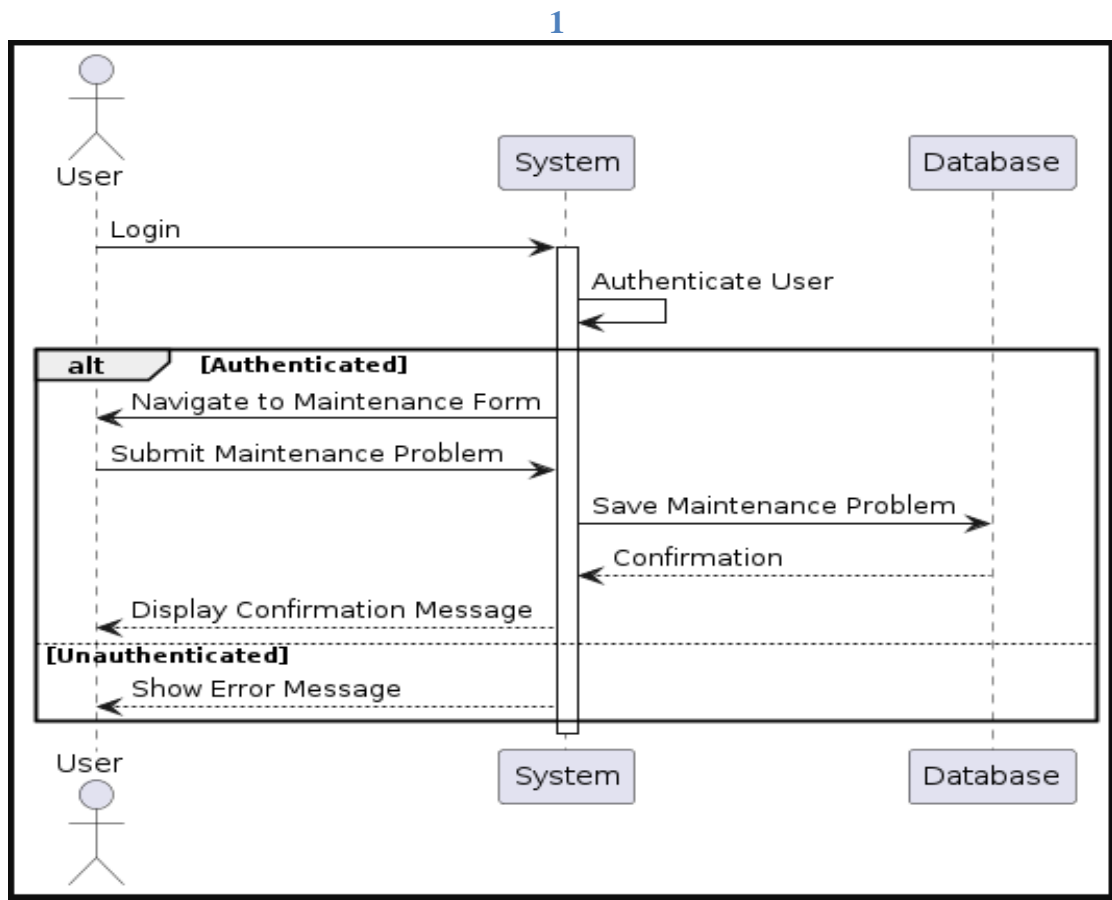 1
User
System
Database
Login
Authenticate User
alt
[Authenticated]
Navigate to Maintenance Form
Submit Maintenance Problem
Save Maintenance Problem
Confirmation
Display Confirmation Message
[Unauthenticated]
Show Error Message
User
System
Database